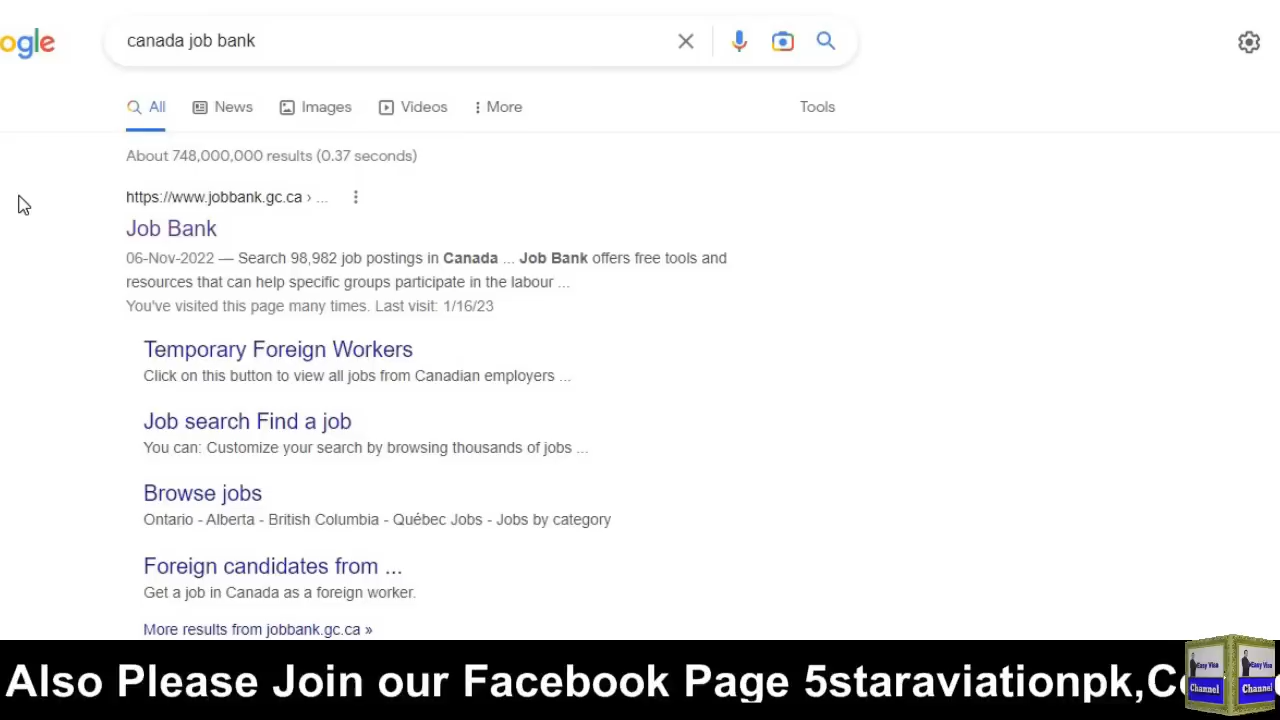 ogle
canada job bank
All
News
Images
Videos
More
Tools
About 748,000,000 results (0.37 seconds)
https://www.jobbank.gc.ca › ...
Job Bank
06-Nov-2022 — Search 98,982 job postings in Canada ... Job Bank offers free tools and
resources that can help specific groups participate in the labour ...
You've visited this page many times. Last visit: 1/16/23
Temporary Foreign Workers
Click on this button to view all jobs from Canadian employers ...
Job search Find a job
You can: Customize your search by browsing thousands of jobs ...
Browse jobs
Ontario - Alberta - British Columbia - Québec Jobs - Jobs by category
Foreign candidates from ...
Get a job in Canada as a foreign worker.
More results from jobbank.gc.ca »
Also Please Join our Facebook Page 5staraviationpk,C
Easy Visa
Channel
Easy Visa
Channel